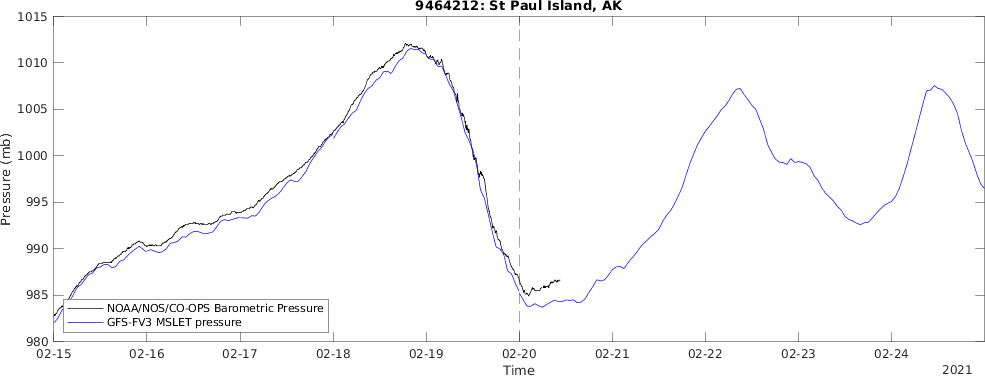 9464212: St Paul Island, AK
1015
1010
1005
1000
995
990
985
980
Pressure (mb)
NOAA/NOS/CO-OPS Barometric Pressure
GFS-FV3 MSLET pressure
02-15 02-16 02-17 02-18 02-19 02-20 02-21 02-22 02-23 02-24
Time
2021